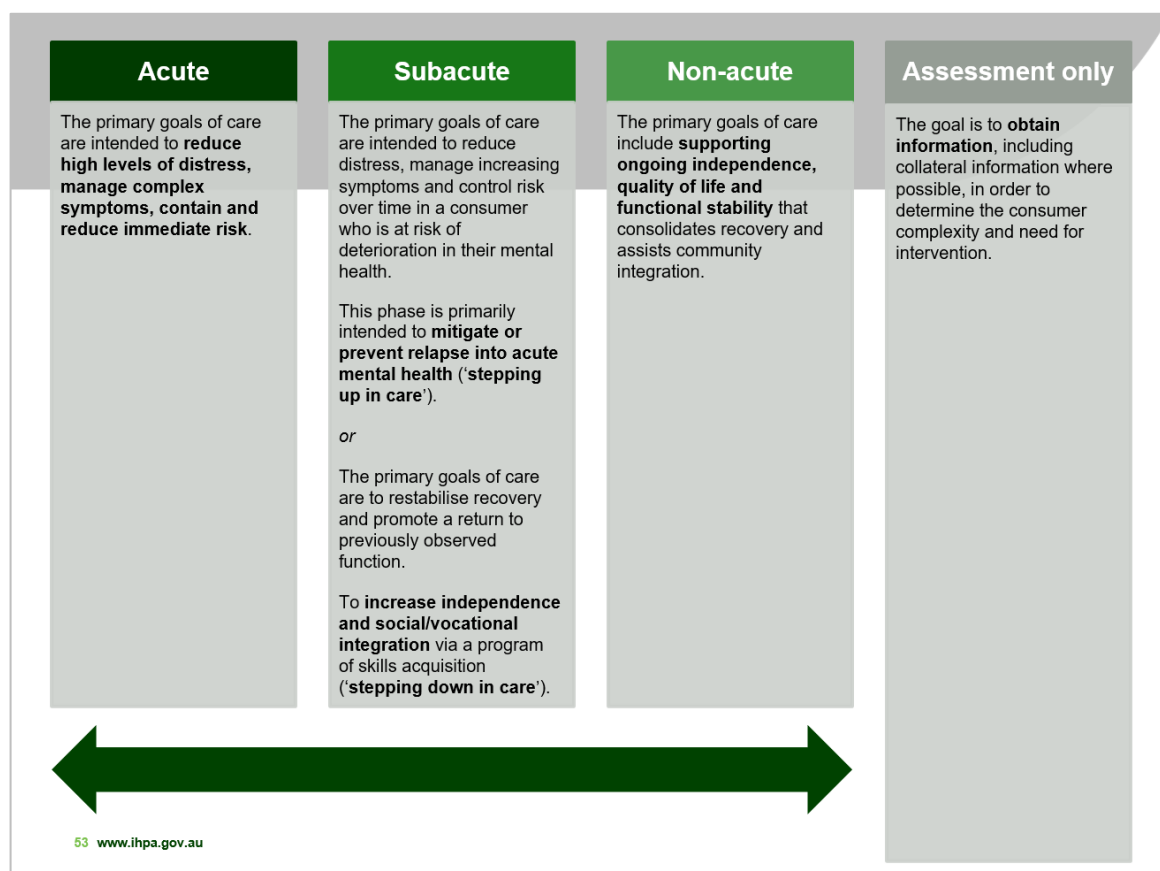 Acute
The primary goals of care
are intended to reduce
high levels of distress,
manage complex
symptoms, contain and
reduce immediate risk.
Subacute
The primary goals of care
are intended to reduce
distress, manage increasing
symptoms and control risk
over time in a consumer
who is at risk of
deterioration in their mental
health.
This phase is primarily
intended to mitigate or
prevent relapse into acute
mental health (‘stepping
up in care’).
or
The primary goals of care
are to restabilise recovery
and promote a return to
previously observed
function.
To increase independence
and social/vocational
integration via a program
of skills acquisition
(‘stepping down in care’).
Non-acute
The primary goals of care
include supporting
ongoing independence,
quality of life and
functional stability that
consolidates recovery and
assists community
integration.
Assessment only
The goal is to obtain
information, including
collateral information where
possible, in order to
determine the consumer
complexity and need for
intervention.
53 www.ihpa.gov.au